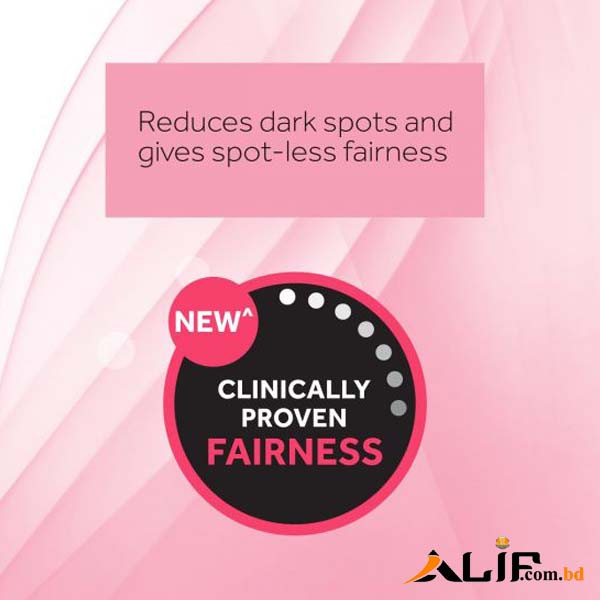 Reduces dark spots and
gives spot-less fairness
NEW^
CLINICALLY
PROVEN
FAIRNESS
ALIF.com.bd